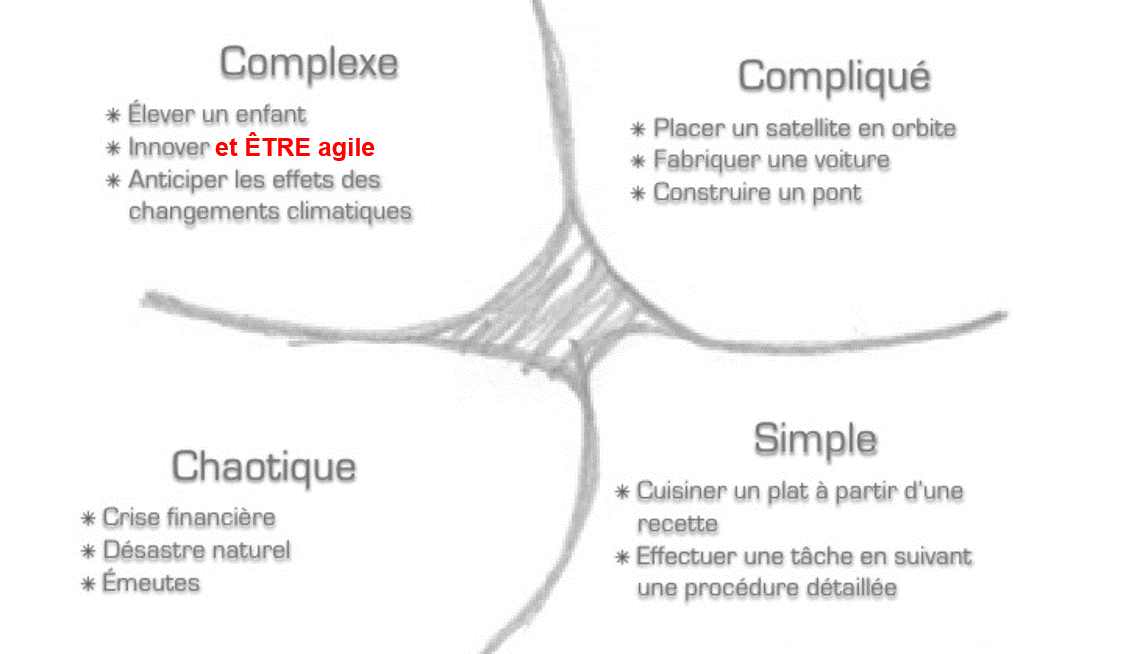 Complexe
* Élever un enfant
* Innover et ÊTRE agile
* Anticiper les effets des
changements climatiques
Compliqué
* Placer un satellite en orbite
* Fabriquer une voiture
* Construire un pont
Chaotique
* Crise financière
* Désastre naturel
* Émeutes
Simple
* Cuisiner un plat à partir d'une
recette
* Effectuer une tâche en suivant
une procédure détaillée